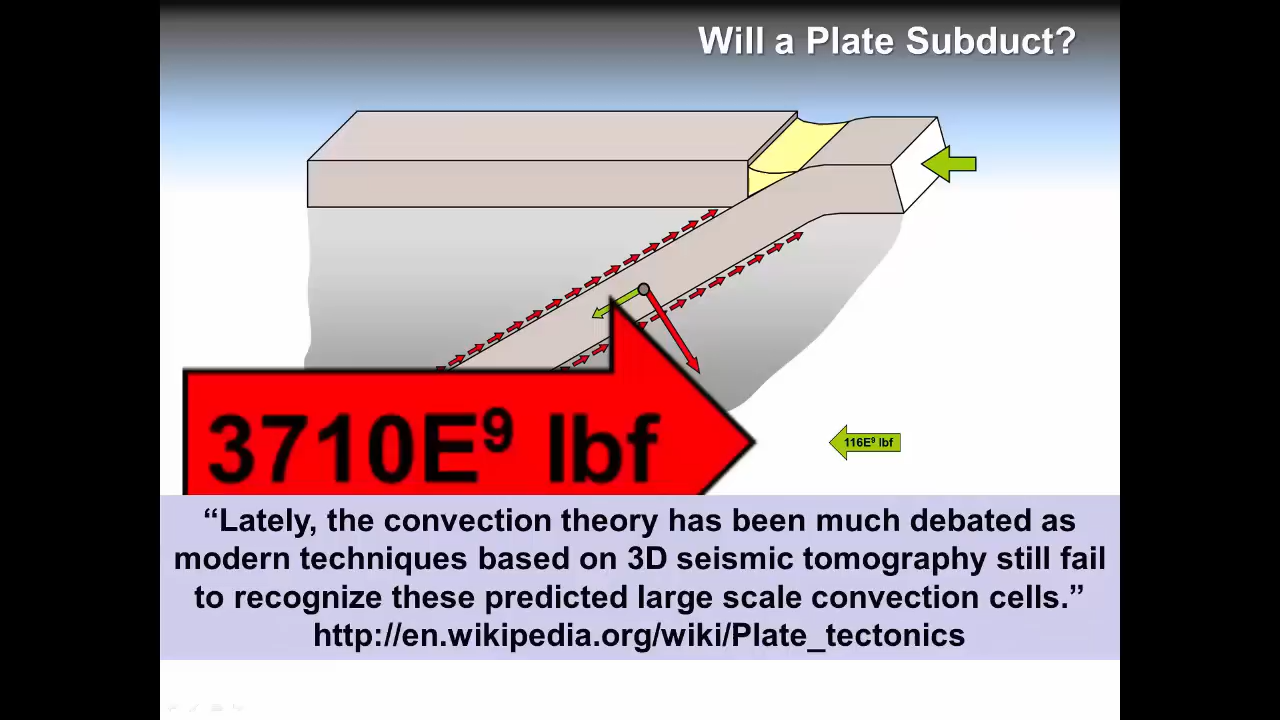 Will a Plate Subduct?
3710E⁹ lbf
116E⁹ lbf
“Lately, the convection theory has been much debated as
modern techniques based on 3D seismic tomography still fail
to recognize these predicted large scale convection cells.”
http://en.wikipedia.org/wiki/Plate_tectonics